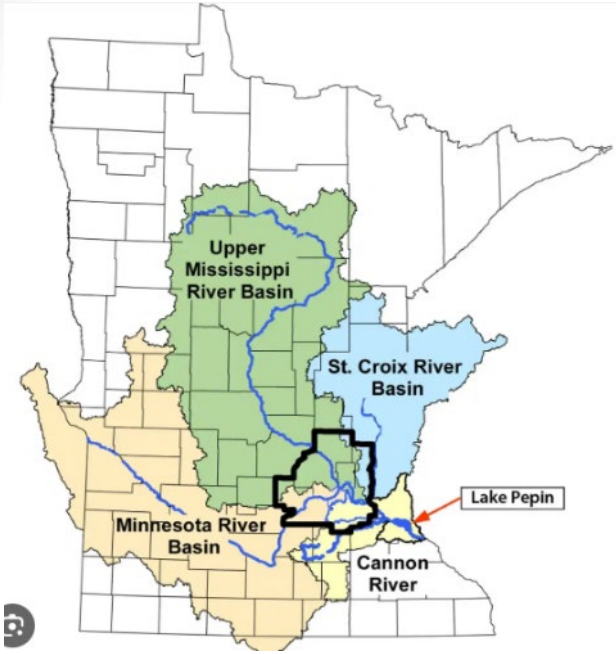 Upper
Mississippi
River Basin
St. Croix River
Basin
Lake Pepin
Minnesota River
Basin
Cannon
River